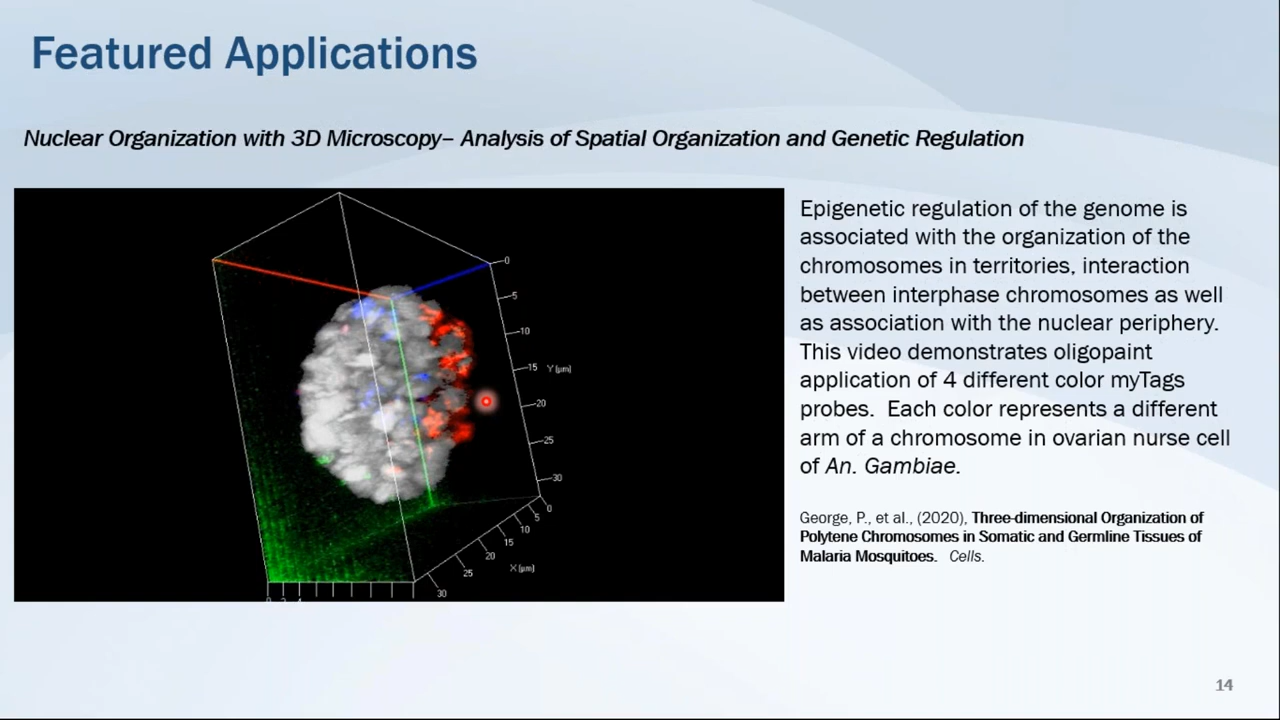 Featured Applications
Nuclear Organization with 3D Microscopy– Analysis of Spatial Organization and Genetic Regulation
0
5
10
15
Y [µm]
20
25
30
0
5
10
15
20
X [µm]
25
30
Epigenetic regulation of the genome is
associated with the organization of the
chromosomes in territories, interaction
between interphase chromosomes as well
as association with the nuclear periphery.
This video demonstrates oligopaint
application of 4 different color myTags
probes. Each color represents a different
arm of a chromosome in ovarian nurse cell
of An. Gambiae.
George, P., et al., (2020), Three-dimensional Organization of
Polytene Chromosomes in Somatic and Germline Tissues of
Malaria Mosquitoes. Cells.
14